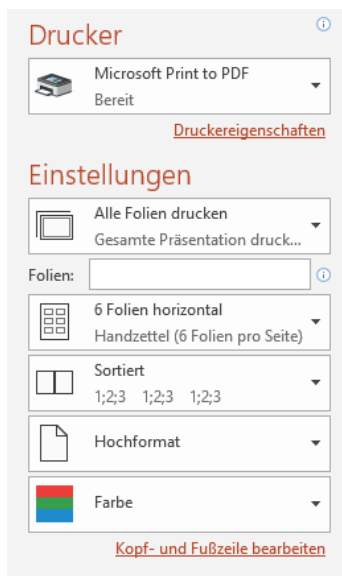 Drucker
Microsoft Print to PDF
Bereit
Druckereigenschaften
Einstellungen
Alle Folien drucken
Gesamte Präsentation druck...
Folien:
6 Folien horizontal
Handzettel (6 Folien pro Seite)
Sortiert
1;2;3 1;2;3 1;2;3
Hochformat
Farbe
Kopf- und Fußzeile bearbeiten